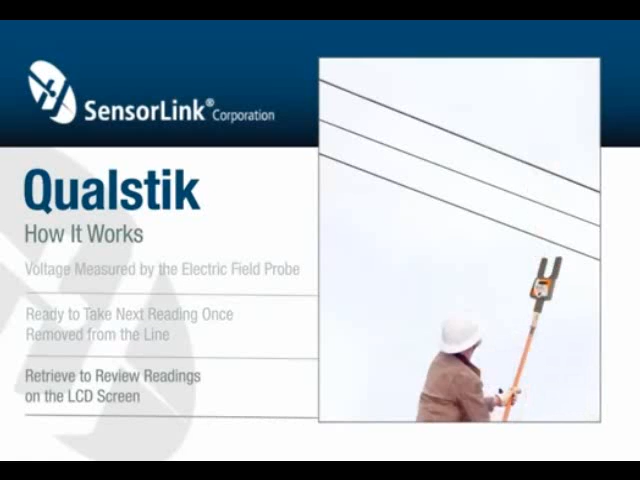 SensorLink® Corporation
Qualstik
How It Works
Voltage Measured by the Electric Field Probe
Ready to Take Next Reading Once
Removed from the Line
Retrieve to Review Readings
on the LCD Screen